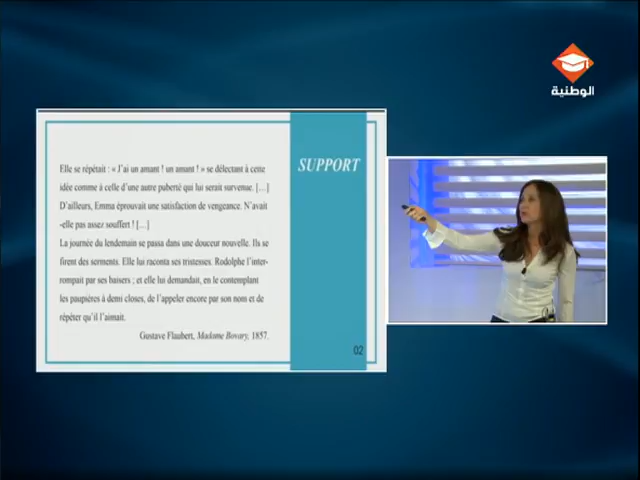 الوطنية
SUPPORT
Elle se répétait : « J'ai un amant ! un amant ! » se délectant à cette
idée comme à celle d'une autre puberté qui lui serait survenue. [...]
D'ailleurs, Emma éprouvait une satisfaction de vengeance. N'avait
-elle pas assez souffert ! [...]
La journée du lendemain se passa dans une douceur nouvelle. Ils se
firent des serments. Elle lui raconta ses tristesses. Rodolphe l'inter-
rompait par ses baisers ; et elle lui demandait, en le contemplant
les paupières à demi closes, de l'appeler encore par son nom et de
répéter qu'il l'aimait.
Gustave Flaubert, Madame Bovary, 1857.
02